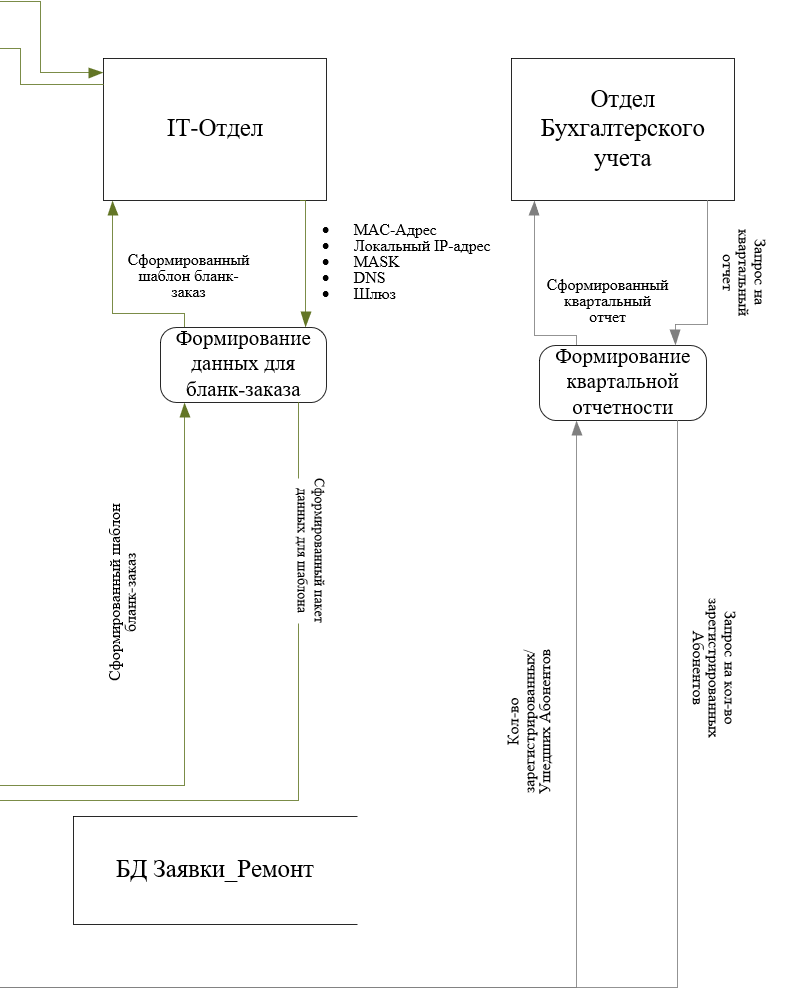 IT-Отдел
Отдел
Бухгалтерского
учета
• MAC-Адрес
• Локальный IP-адрес
• MASK
• DNS
• Шлюз
Сформированный
шаблон бланк-
заказ
Сформированный
квартальный
отчет
Запрос на
квартальный
отчет
Формирование
данных для
бланк-заказа
Формирование
квартальной
отчетности
Сформированный шаблон
бланк-заказ
Сформированный пакет
данных для шаблона
Кол-во
зарегистрированных/
Ушедших Абонентов
Запрос на кол-во
зарегистрированных
Абонентов
БД Заявки_Ремонт